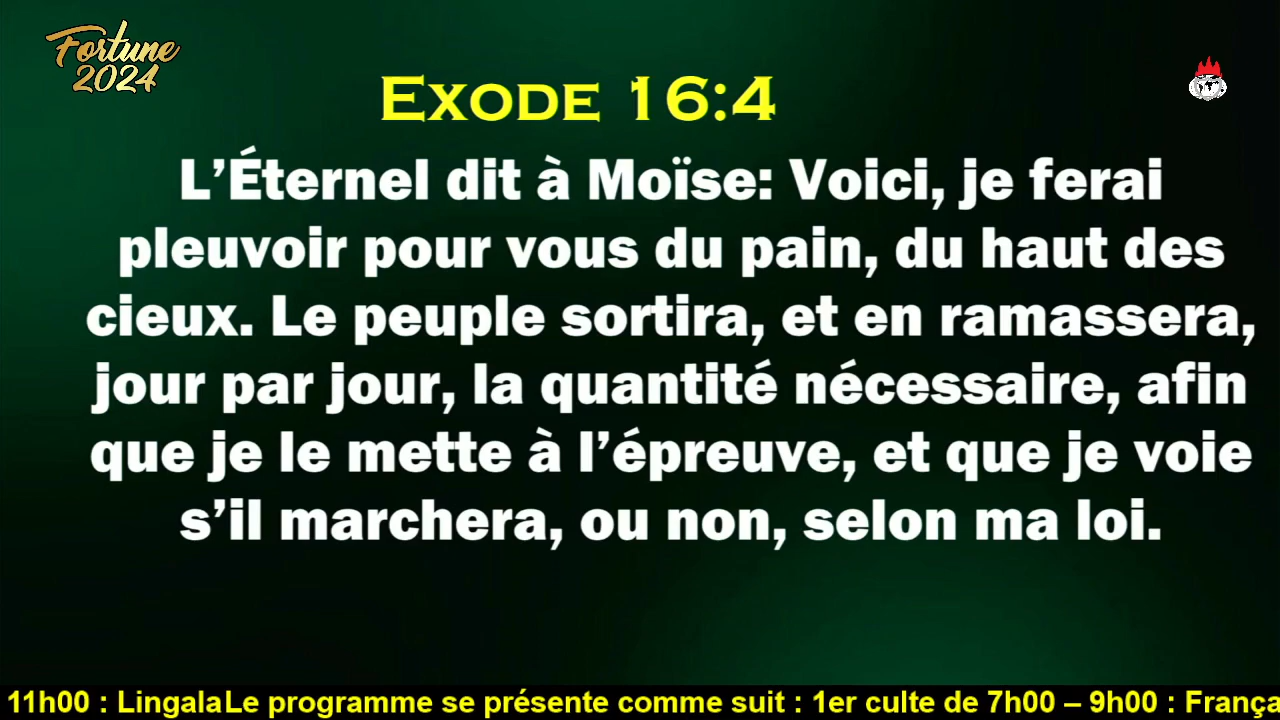 Fortune
2024
Exode 16:4
L’Éternel dit à Moïse: Voici, je ferai
pleuvoir pour vous du pain, du haut des
cieux. Le peuple sortira, et en ramassera,
jour par jour, la quantité nécessaire, afin
que je le mette à l’épreuve, et que je voie
s’il marchera, ou non, selon ma loi.
11h00 : LingalaLe programme se présente comme suit : 1er culte de 7h00 – 9h00 : França